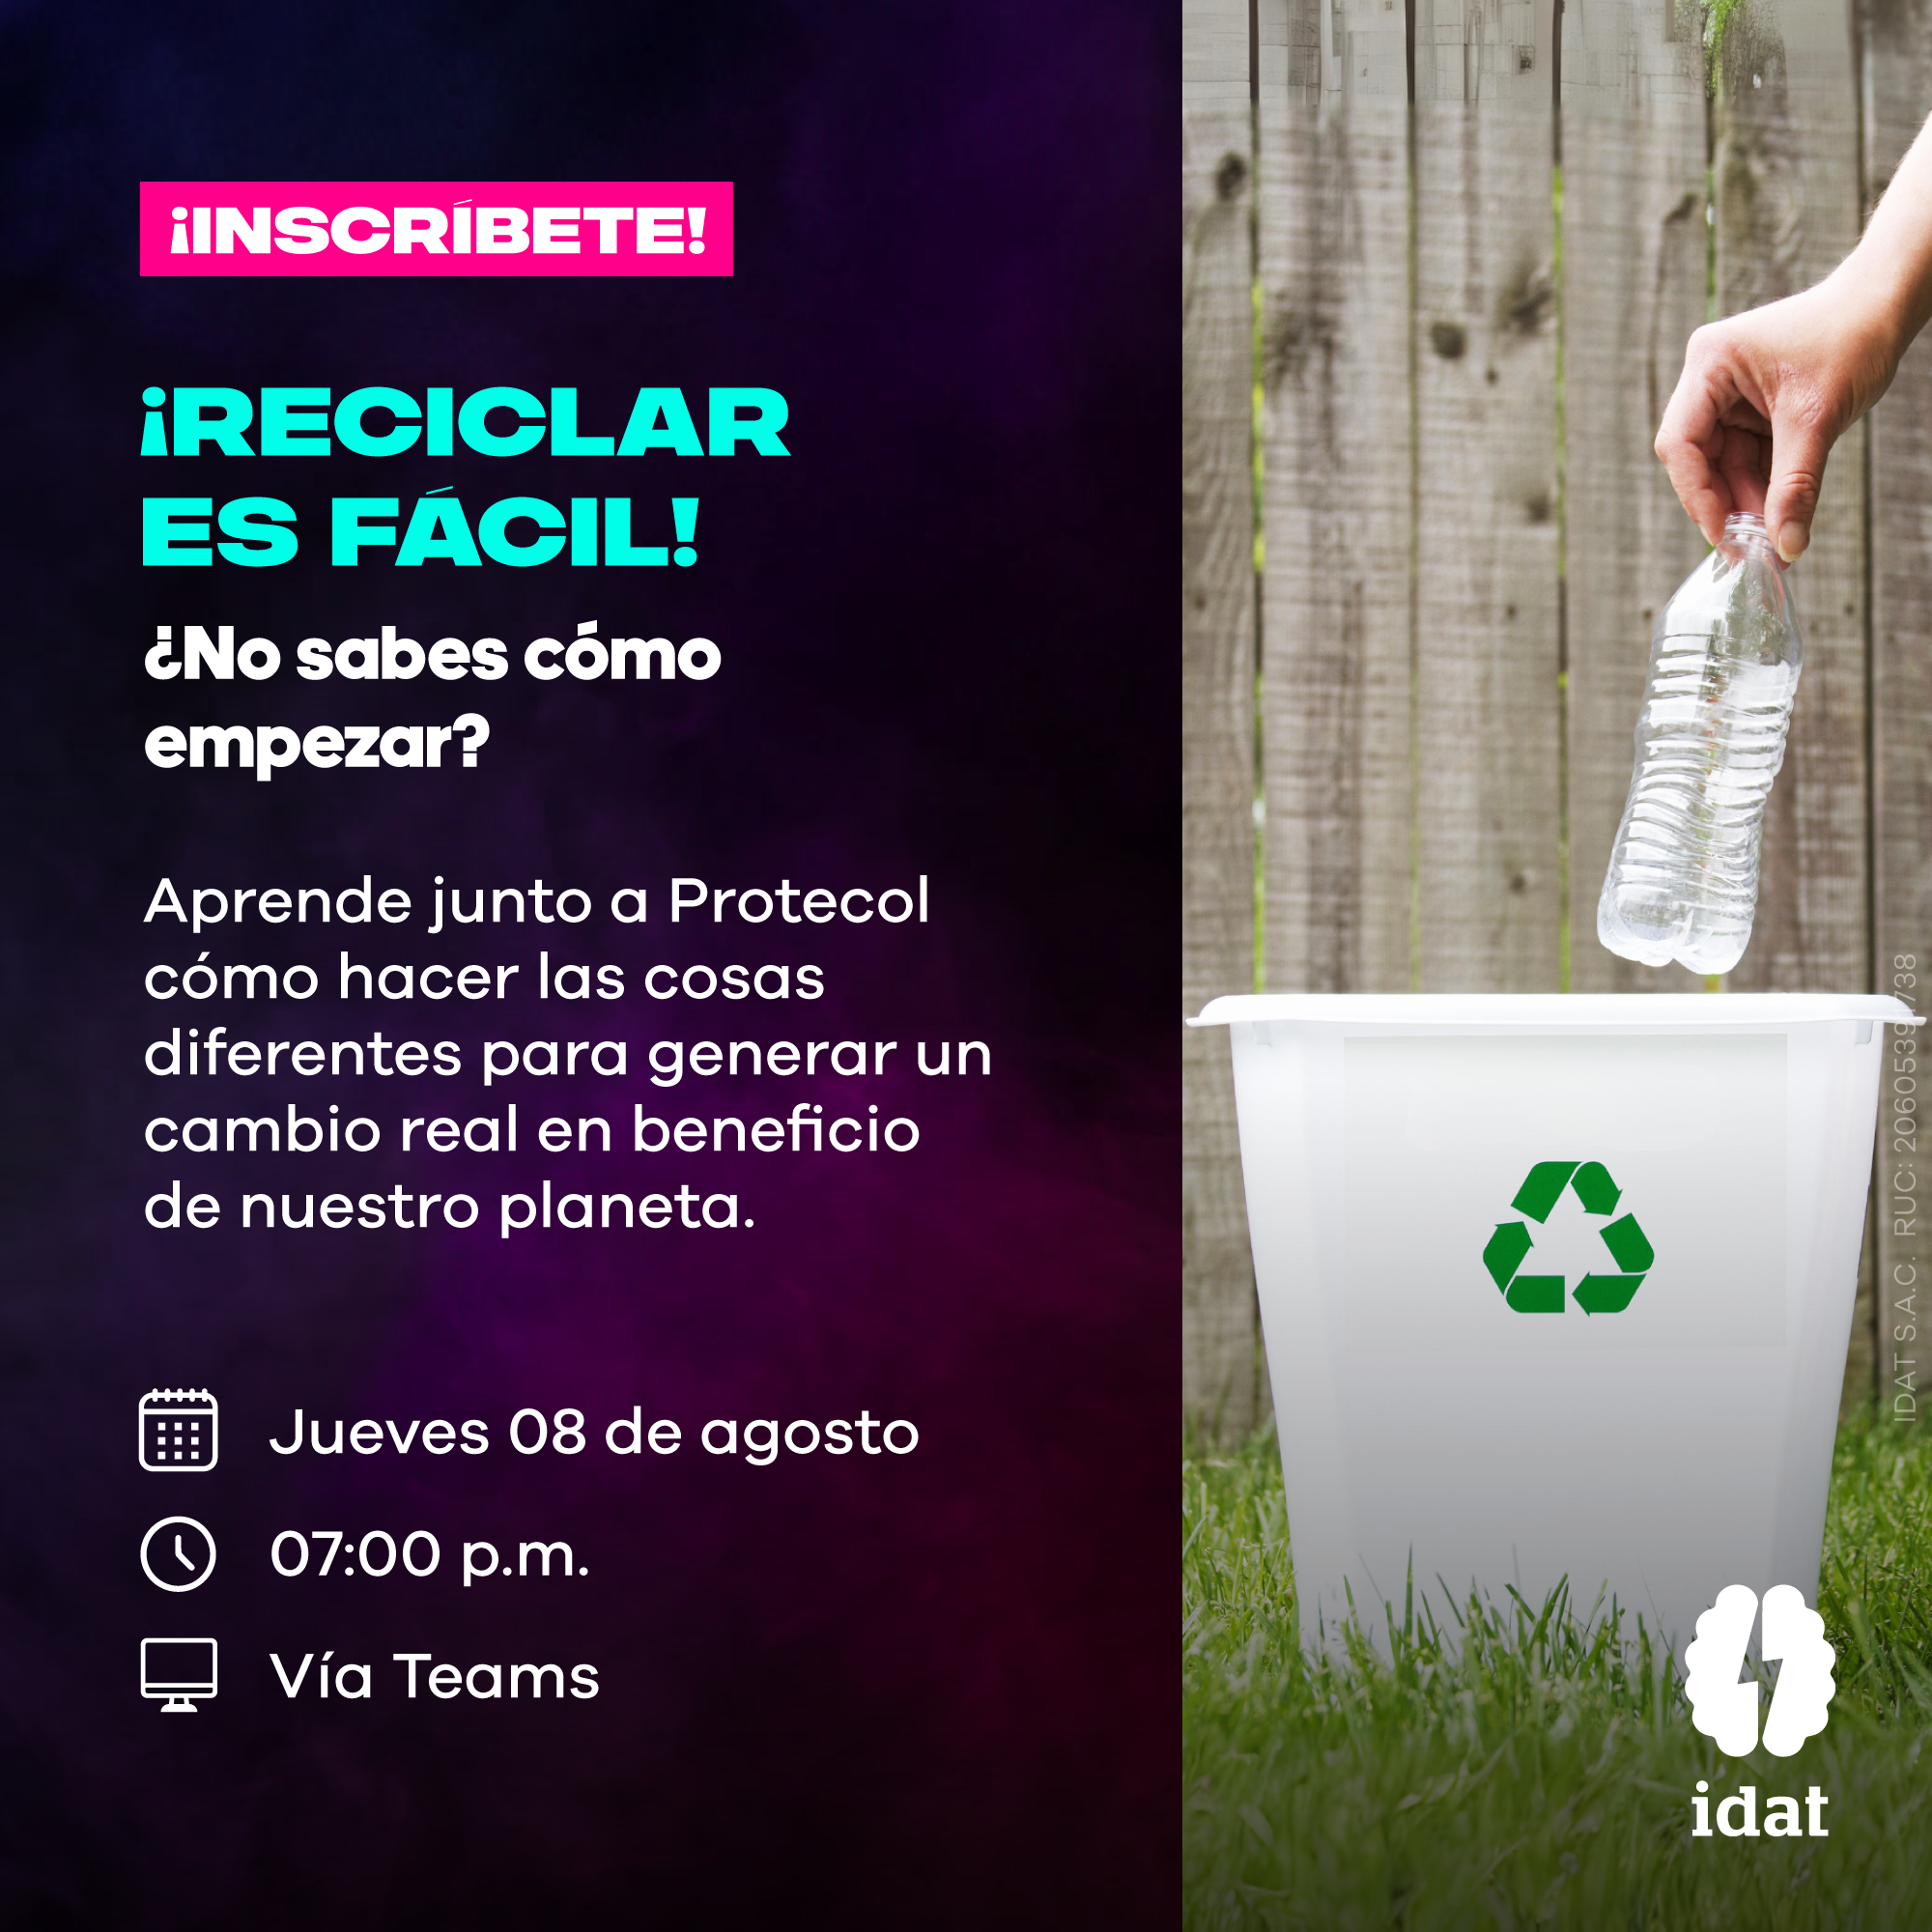 ¡INSCRÍBETE!
¡RECICLAR
ES FÁCIL!
¿No sabes cómo
empezar?
Aprende junto a Protecol
cómo hacer las cosas
diferentes para generar un
cambio real en beneficio
de nuestro planeta.
Jueves 08 de agosto
07:00 p.m.
Vía Teams
IDAT S.A.C. RUC:
idat